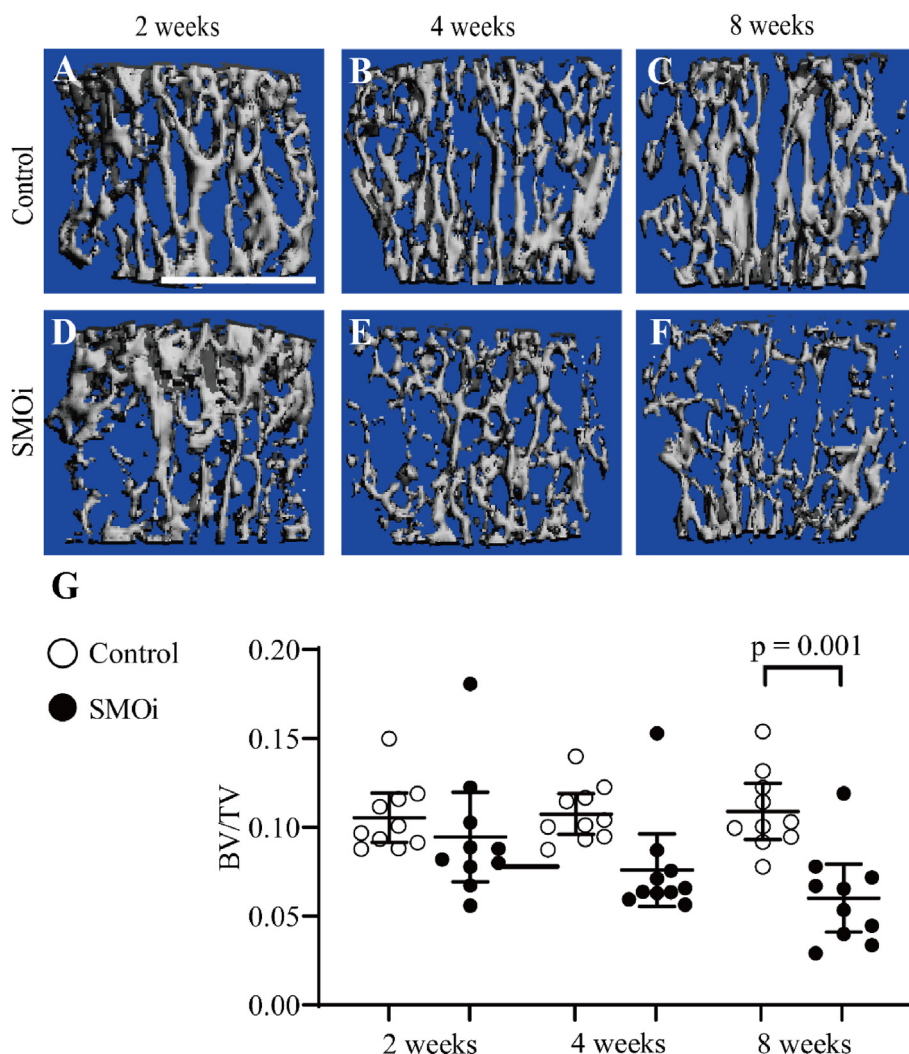 2 weeks 4 weeks 8 weeks
Control
A B C
SMOi
D E F
G
Control
SMOi
p = 0.001
BV/TV
0.20
0.15
0.10
0.05
0.00
2 weeks 4 weeks 8 weeks